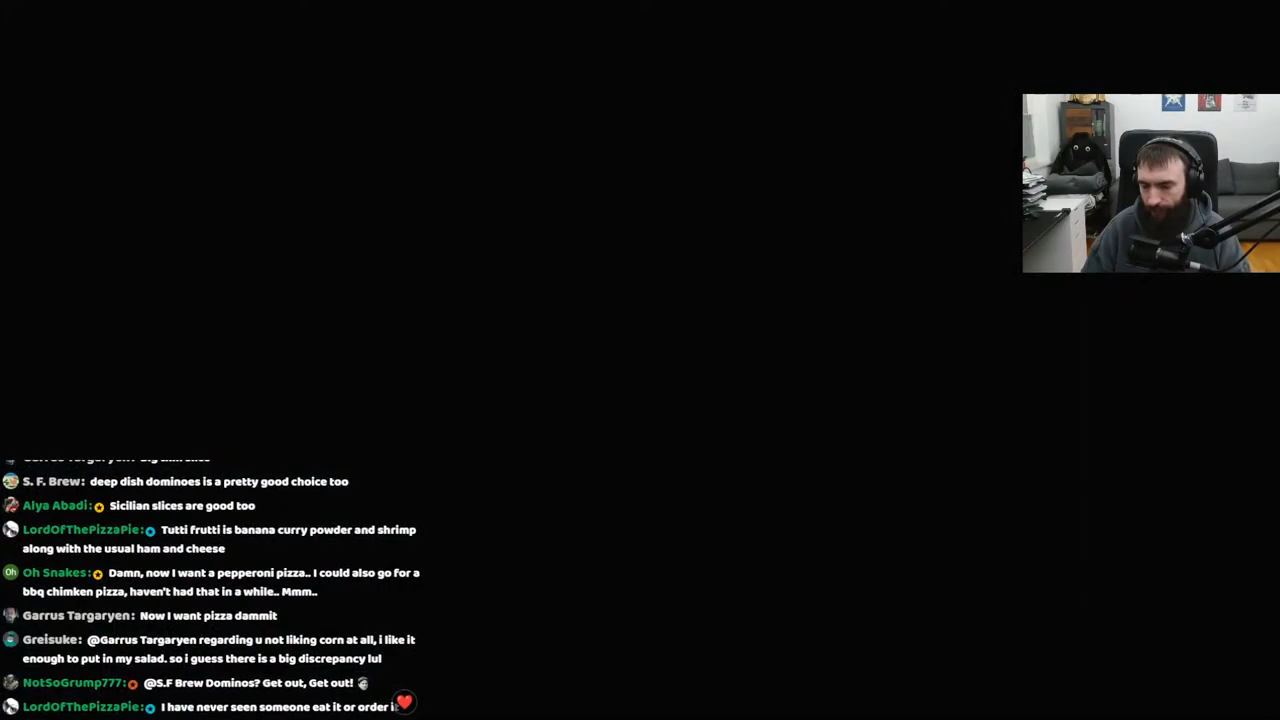 S. F. Brew: deep dish dominoes is a pretty good choice too
Alya Abadi: Sicilian slices are good too
LordOfThePizzaPie: Tutti frutti is banana curry powder and shrimp
along with the usual ham and cheese
Oh Oh Snakes: Damn, now I want a pepperoni pizza.. I could also go for a
bbq chimken pizza, haven't had that in a while.. Mmm..
Garrus Targaryen: Now I want pizza dammit
Greisuke: @Garrus Targaryen regarding u not liking corn at all, i like it
enough to put in my salad. so i guess there is a big discrepancy lul
NotSoGrump777: @S.F Brew Dominos? Get out, Get out!
LordOfThePizzaPie: I have never seen someone eat it or order